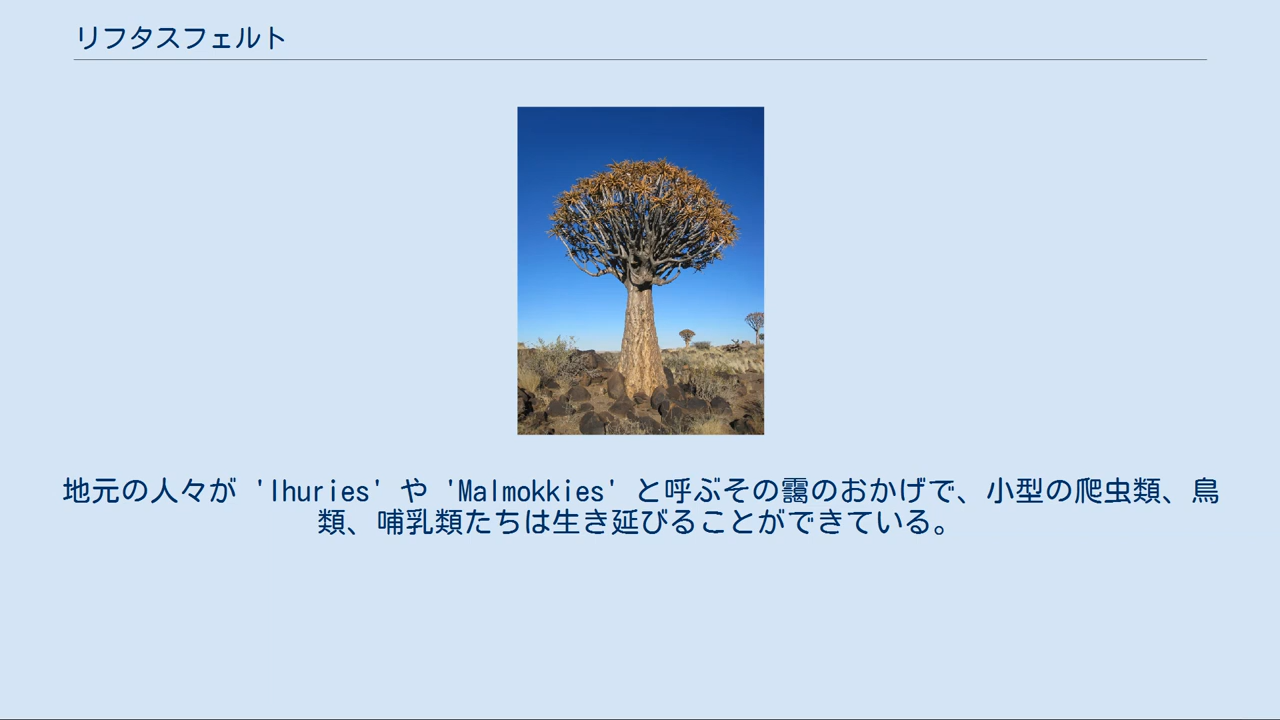 リフタスフェルト
地元の人々が 'Ihuries' や 'Malmokkies' と呼ぶその靄のおかげで、小型の爬虫類、鳥
類、哺乳類たちは生き延びることができている。